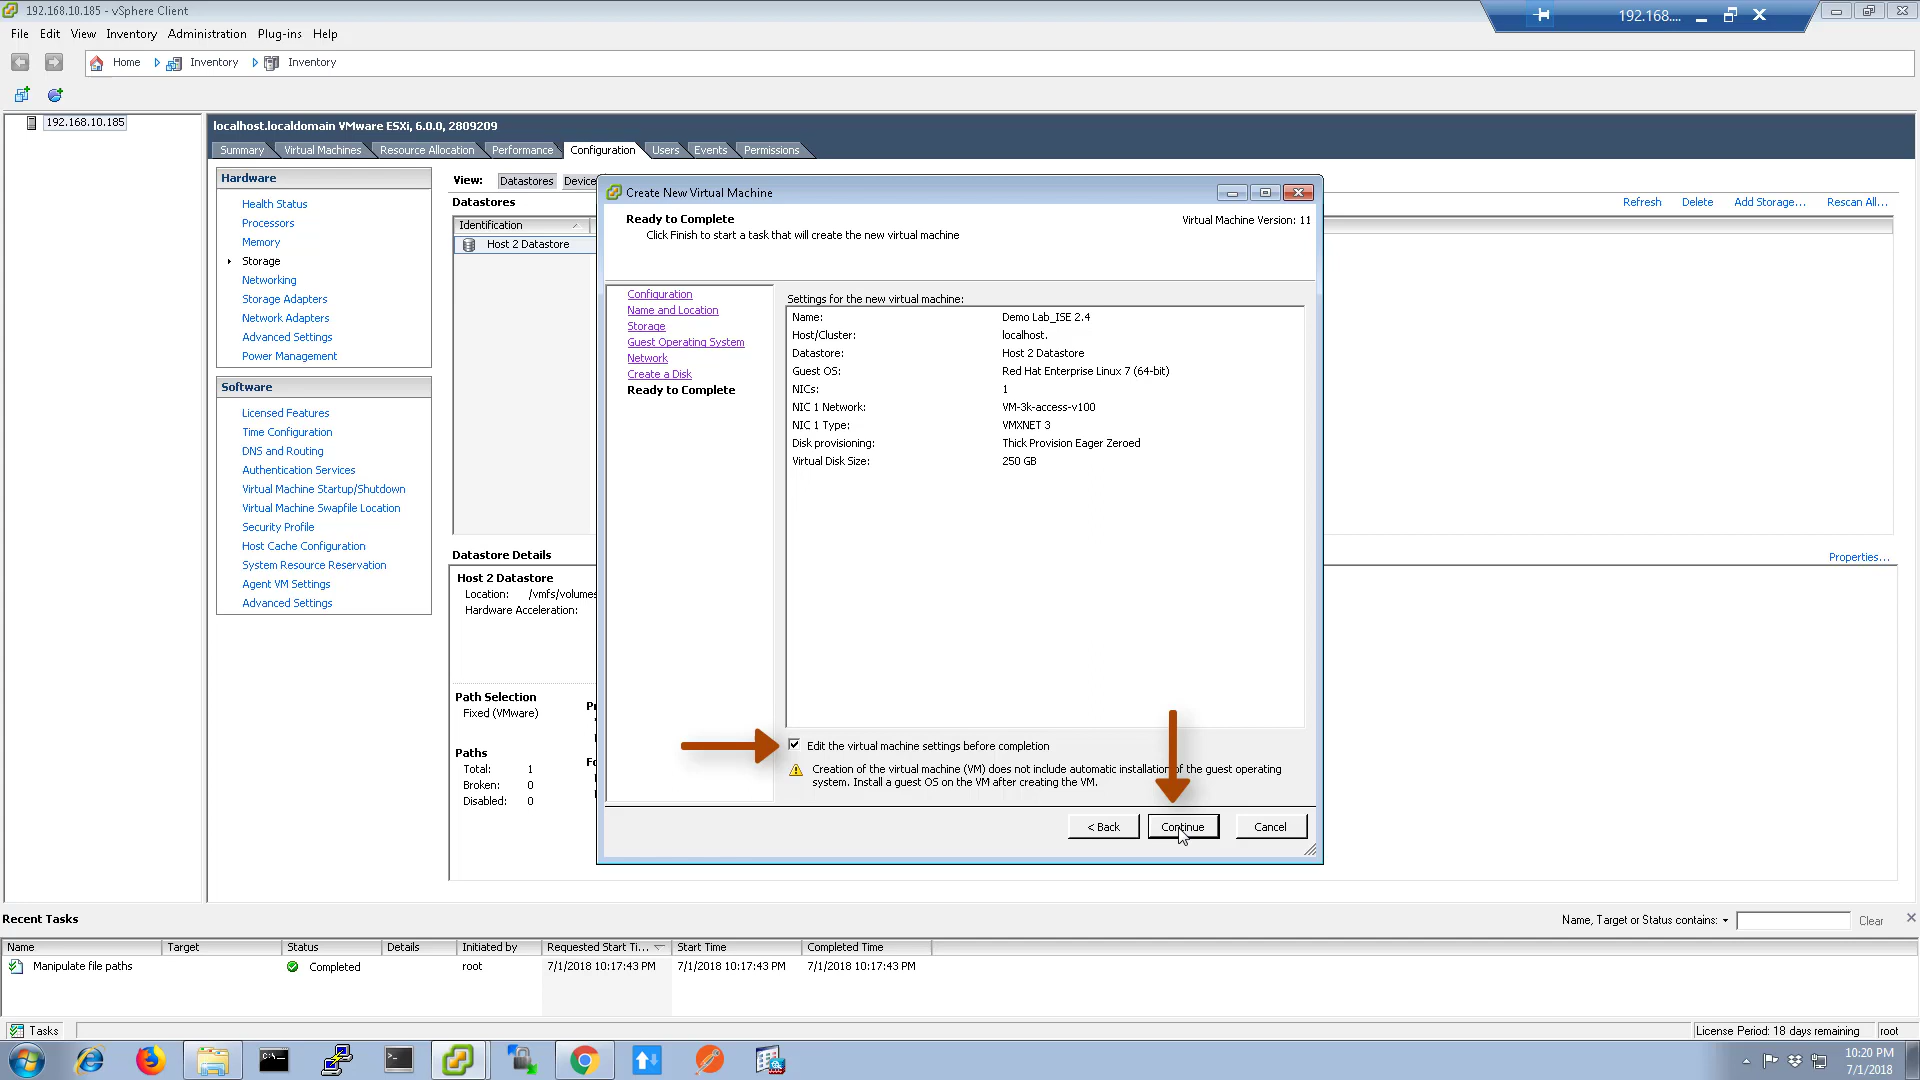 192.168.10.185 - vSphere Client
192.168....
File Edit View Inventory Administration Plug-ins Help
Home Inventory Inventory
192.168.10.185
localhost.localdomain VMware ESXi, 6.0.0, 2809209
Summary Virtual Machines Resource Allocation Performance Configuration Users Events Permissions
Hardware
Health Status
Processors
Memory
Storage
Networking
Storage Adapters
Network Adapters
Advanced Settings
Power Management
Software
Licensed Features
Time Configuration
DNS and Routing
Authentication Services
Virtual Machine Startup/Shutdown
Virtual Machine Swapfile Location
Security Profile
Host Cache Configuration
System Resource Reservation
Agent VM Settings
Advanced Settings
View: Datastores Device
Datastores
Refresh Delete Add Storage... Rescan All...
Identification
Host 2 Datastore
Datastore Details
Properties...
Host 2 Datastore
Location: /vmfs/volumes
Hardware Acceleration:
Path Selection
Fixed (VMware)
Paths
Total: 1
Broken: 0
Disabled: 0
Create New Virtual Machine
Ready to Complete
Click Finish to start a task that will create the new virtual machine
Virtual Machine Version: 11
Configuration
Name and Location
Storage
Guest Operating System
Network
Create a Disk
Ready to Complete
Settings for the new virtual machine:
Name: Demo Lab_ISE 2.4
Host/Cluster: localhost.
Datastore: Host 2 Datastore
Guest OS: Red Hat Enterprise Linux 7 (64-bit)
NICs: 1
NIC 1 Network: VM-3k-access-v100
NIC 1 Type: VMXNET 3
Disk provisioning: Thick Provision Eager Zeroed
Virtual Disk Size: 250 GB
Edit the virtual machine settings before completion
Creation of the virtual machine (VM) does not include automatic installation of the guest operating
system. Install a guest OS on the VM after creating the VM.
< Back Continue Cancel
Recent Tasks
Name, Target or Status contains: Clear
Name Target Status Details Initiated by Requested Start Ti... Start Time Completed Time
Manipulate file paths Completed root 7/1/2018 10:17:43 PM 7/1/2018 10:17:43 PM 7/1/2018 10:17:43 PM
Tasks
License Period: 18 days remaining root
10:20 PM
7/1/2018